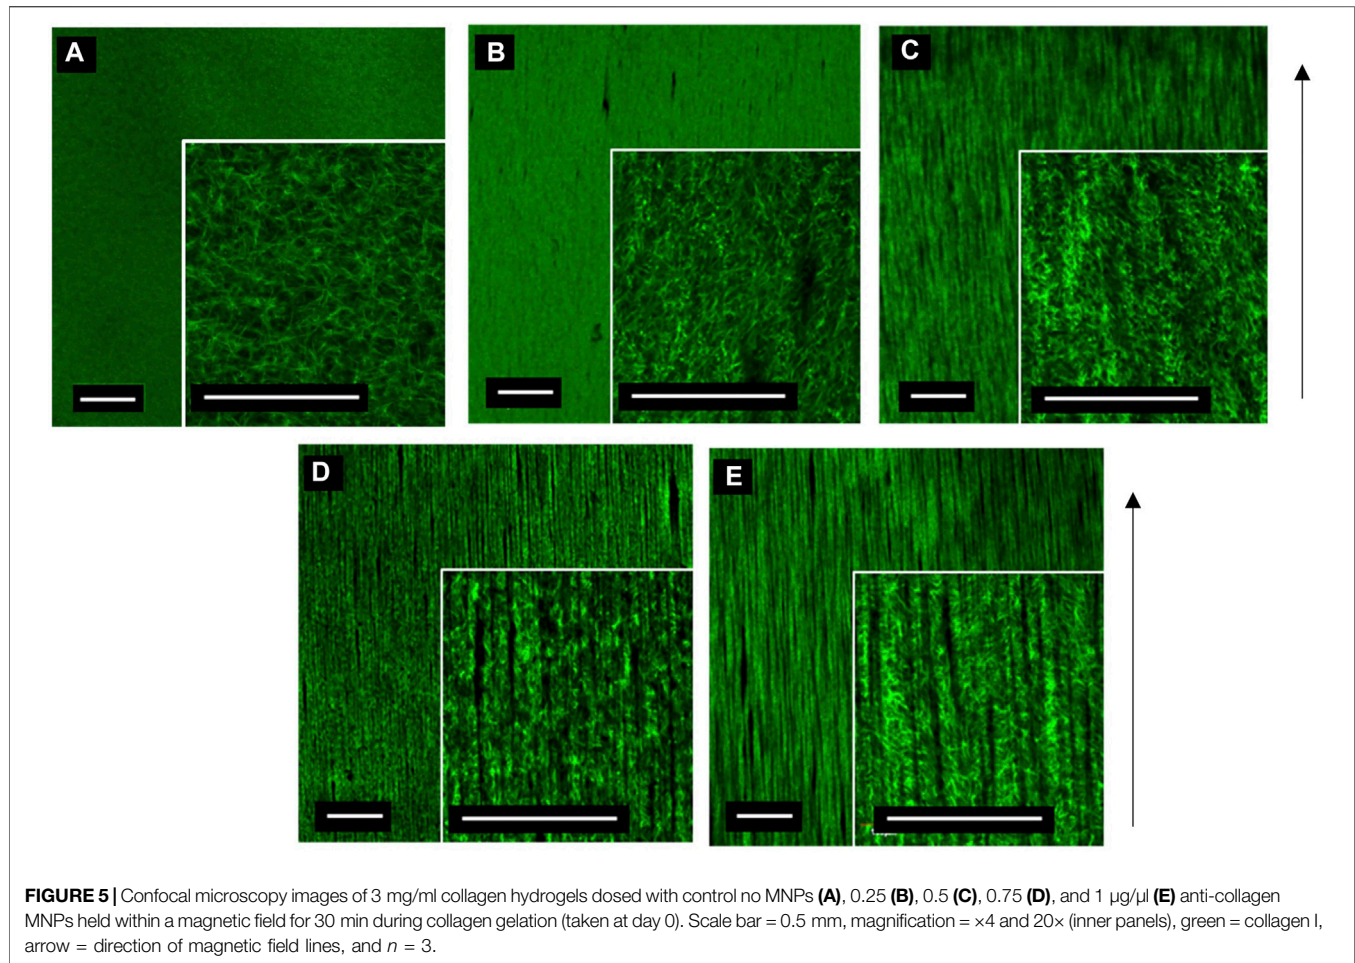 A
B
C
D
E
FIGURE 5 | Confocal microscopy images of 3 mg/ml collagen hydrogels dosed with control no MNPs (A), 0.25 (B), 0.5 (C), 0.75 (D), and 1 μg/μl (E) anti-collagen
MNPs held within a magnetic field for 30 min during collagen gelation (taken at day 0). Scale bar = 0.5 mm, magnification = ×4 and 20× (inner panels), green = collagen I,
arrow = direction of magnetic field lines, and n = 3.